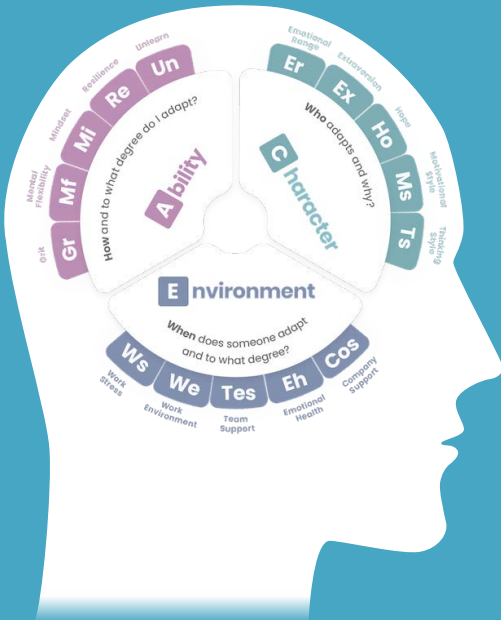 Unlearn
Un
Resilience
Re
Mindset
Mi
Mental
Flexibility
Mf
Grit
Gr
How and to what degree do I adapt?
Ability
Emotional
Range
Er
Extraversion
Ex
Hope
Ho
Motivational
Style
Ms
Thinking
Style
Ts
Who adapts and why?
Character
Environment
When does someone adapt
and to what degree?
Ws
Work
Stress
We
Work
Environment
Tes
Team
Support
Eh
Emotional
Health
Cos
Company
Support